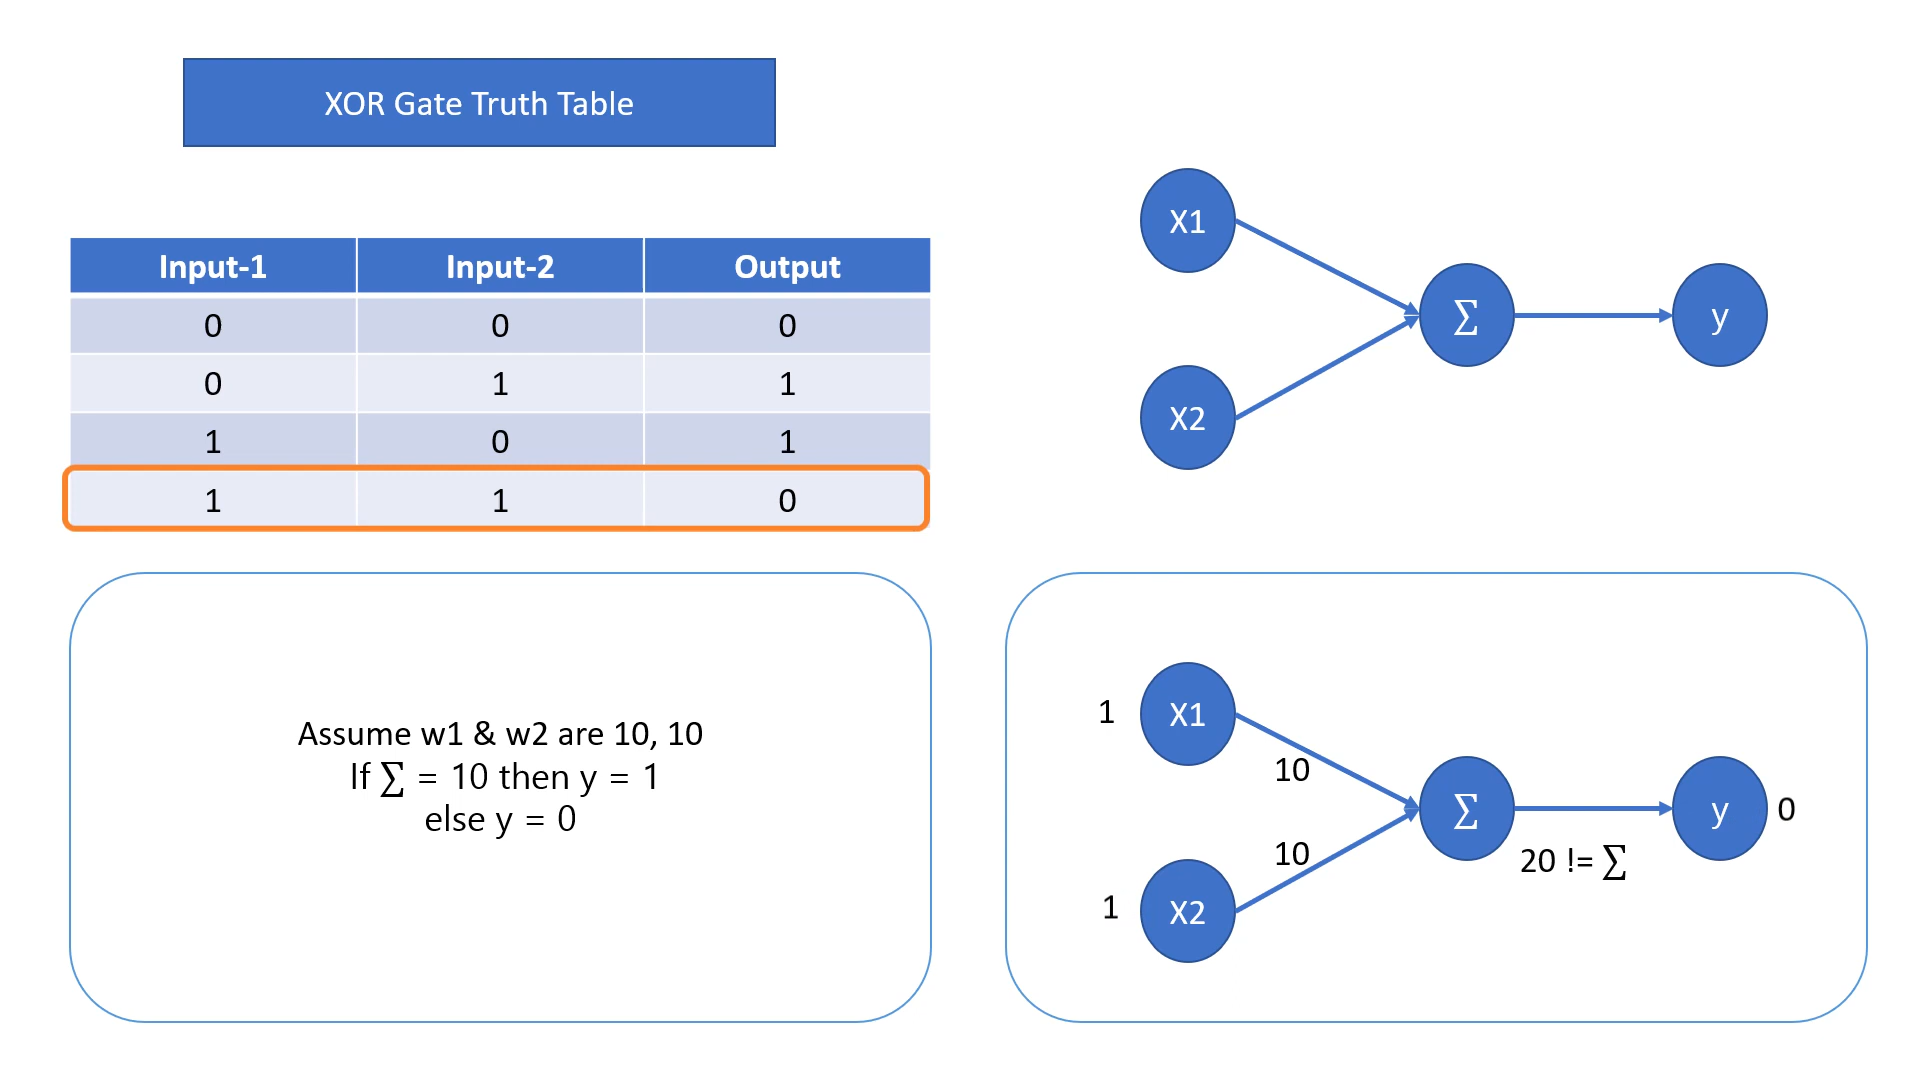 XOR Gate Truth Table
Input-1 Input-2 Output
0 0 0
0 1 1
1 0 1
1 1 0
X1
X2
∑
y
Assume w1 & w2 are 10, 10
If ∑ = 10 then y = 1
else y = 0
1 X1
10
10
1 X2
∑
20 != ∑
y 0